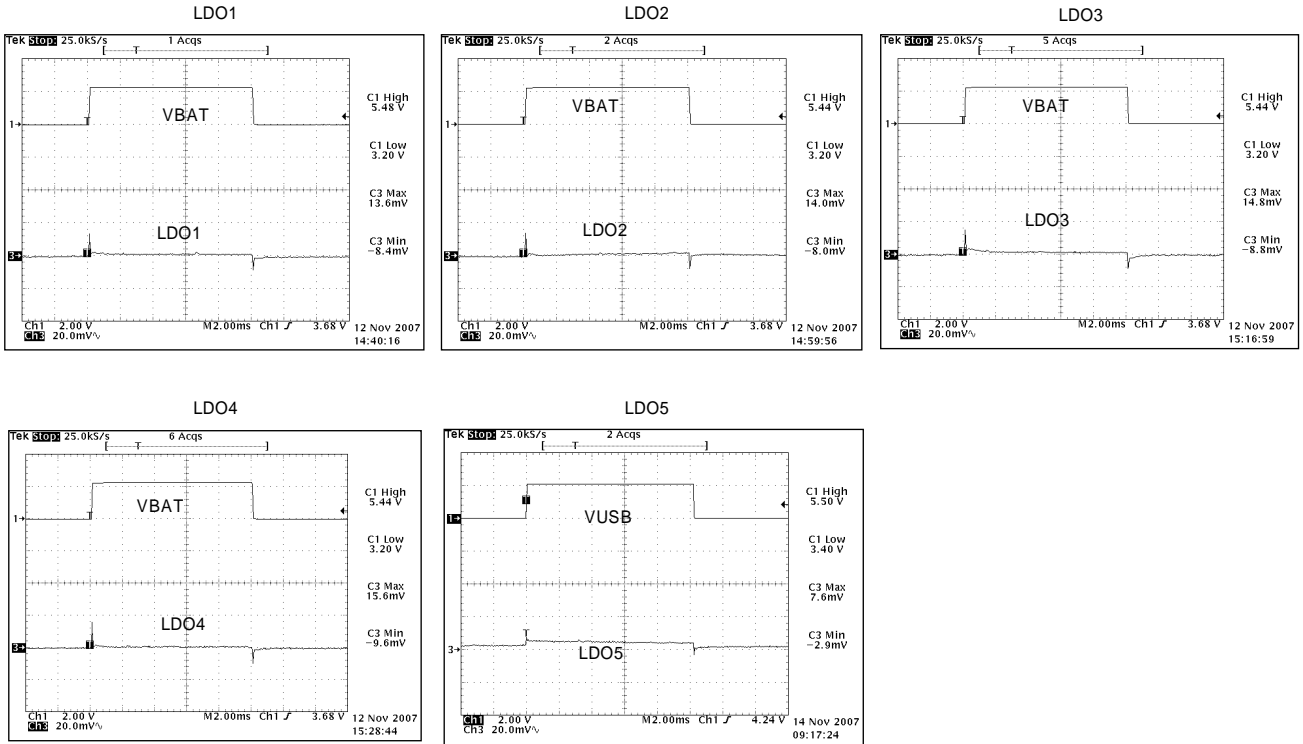 LDO1
Tek Stop: 25.0kS/s 1 Acqs
T
VBAT
LDO1
1→
3→
T
C1 High
5.48 V
C1 Low
3.20 V
C3 Max
13.6mV
C3 Min
−8.4mV
Ch1 2.00 V M2.00ms Ch1 ∫ 3.68 V
Ch3 20.0mV∿
12 Nov 2007
14:40:16
LDO2
Tek Stop: 25.0kS/s 2 Acqs
T
VBAT
LDO2
1→
3→
T
C1 High
5.44 V
C1 Low
3.20 V
C3 Max
14.0mV
C3 Min
−8.0mV
Ch1 2.00 V M2.00ms Ch1 ∫ 3.68 V
Ch3 20.0mV∿
12 Nov 2007
14:59:56
LDO3
Tek Stop: 25.0kS/s 5 Acqs
T
VBAT
LDO3
1→
3→
T
C1 High
5.44 V
C1 Low
3.20 V
C3 Max
14.8mV
C3 Min
−8.8mV
Ch1 2.00 V M2.00ms Ch1 ∫ 3.68 V
Ch3 20.0mV∿
12 Nov 2007
15:16:59
LDO4
Tek Stop: 25.0kS/s 6 Acqs
T
VBAT
LDO4
1→
3→
T
C1 High
5.44 V
C1 Low
3.20 V
C3 Max
15.6mV
C3 Min
−9.6mV
Ch1 2.00 V M2.00ms Ch1 ∫ 3.68 V
Ch3 20.0mV∿
12 Nov 2007
15:28:44
LDO5
Tek Stop: 25.0kS/s 2 Acqs
T
T
VUSB
LDO5
1→
3→
C1 High
5.50 V
C1 Low
3.40 V
C3 Max
7.6mV
C3 Min
−2.9mV
Ch1 2.00 V M2.00ms Ch1 ∫ 4.24 V
Ch3 20.0mV∿
14 Nov 2007
09:17:24